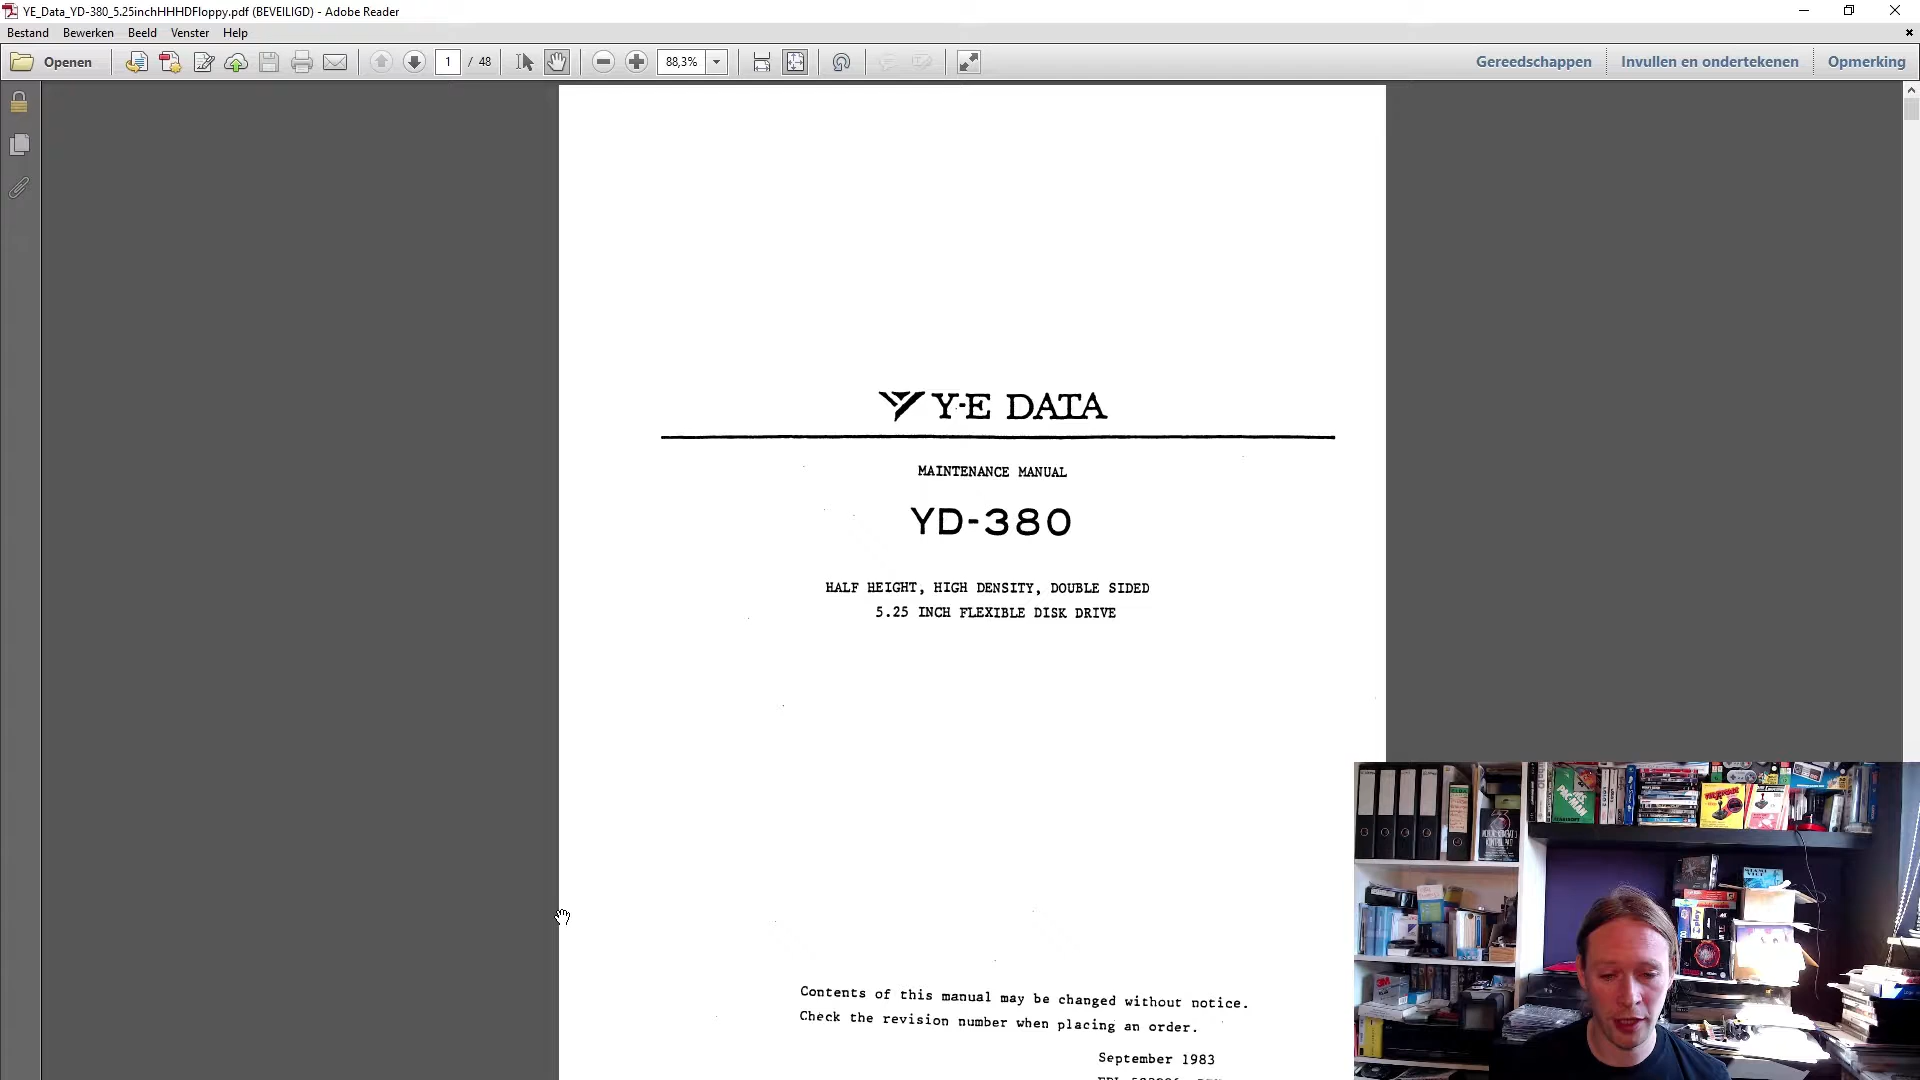 YE_Data_YD-380_5.25inchHHHDFloppy.pdf (BEVEILIGD) - Adobe Reader
Bestand Bewerken Beeld Venster Help
Openen 1 / 48 88,3% Gereedschappen Invullen en ondertekenen Opmerking
Y-E DATA
MAINTENANCE MANUAL
YD-380
HALF HEIGHT, HIGH DENSITY, DOUBLE SIDED
5.25 INCH FLEXIBLE DISK DRIVE
Contents of this manual may be changed without notice.
Check the revision number when placing an order.
September 1983
PAC-MAN
3M